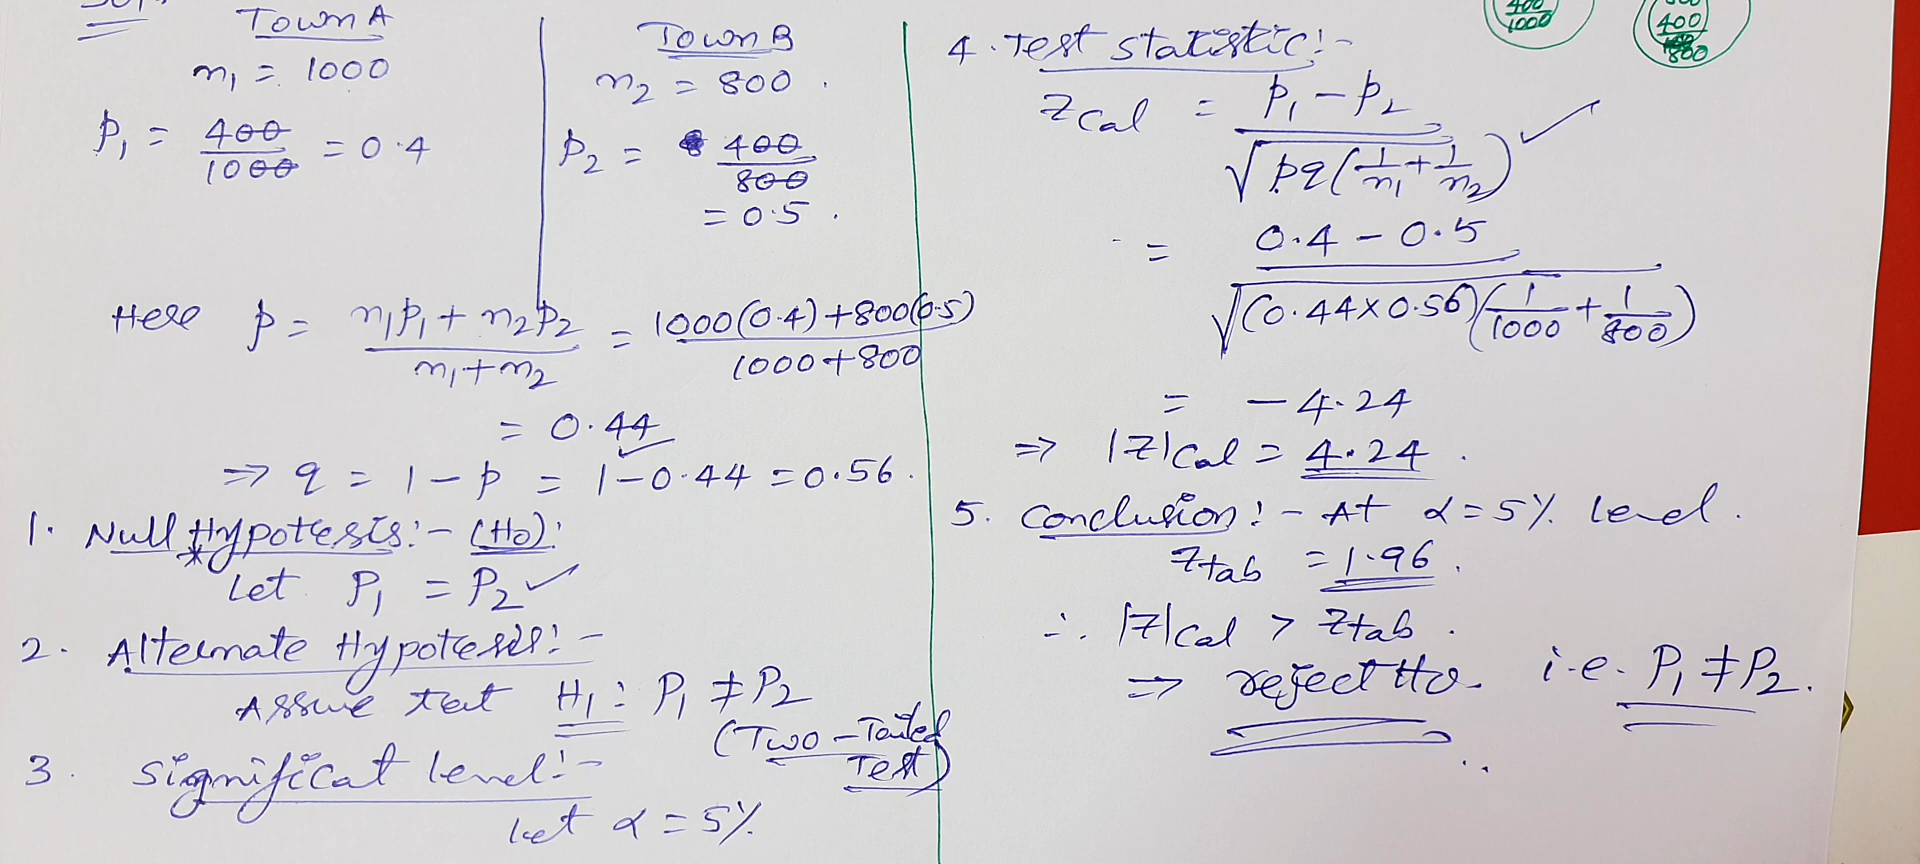 Town A
n₁ = 1000
p₁ = 400/1000 = 0.4
Town B
n₂ = 800.
p₂ = 400/800
= 0.5.
Here p = n₁p₁ + n₂p₂ / n₁ + n₂ = 1000(0.4) + 800(0.5) / 1000 + 800
= 0.44
⇒ q = 1 - p = 1 - 0.44 = 0.56.
1. Null Hypotesis:- (H0):
Let P₁ = P₂ ✓
2. Alternate Hypotesis:-
Assume that H₁: P₁ ≠ P₂
(Two-Tailed
Test)
3. Significat level:-
Let α = 5%
400
1000
400
800
4. Test statistic:-
Z cal = p₁ - p₂ / √pq(1/n₁ + 1/n₂) ✓
= 0.4 - 0.5 / √(0.44 x 0.56)(1/1000 + 1/800)
= -4.24
⇒ |Z|cal = 4.24.
5. Conclusion:- At α = 5% level.
Ztab = 1.96.
∴ |Z|cal > Ztab.
⇒ reject H0. i.e. P₁ ≠ P₂.